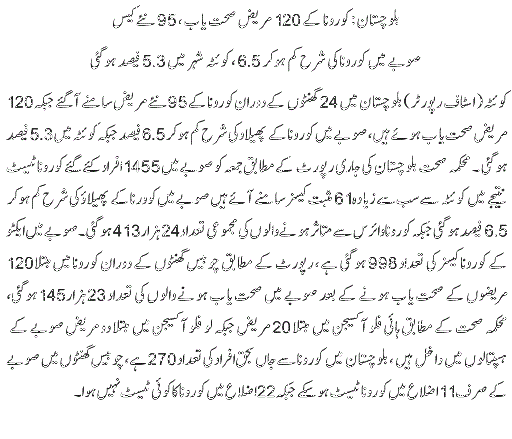 بلوچستان: کورونا کے 120 مریض صحت یاب، 95 نئے کیس
صوبے میں کورونا کی شرح کم ہو کر 6.5، کوئٹہ شہر میں 5.3 فیصد ہو گئی
کوئٹہ (اسٹاف رپورٹر) بلوچستان میں 24 گھنٹوں کے دوران کورونا کے 95 نئے مریض سامنے آگئے جبکہ 120
مریض صحت یاب ہوئے ہیں، صوبے میں کورونا کے پھیلاؤ کی شرح کم ہو کر 6.5 فیصد جبکہ کوئٹہ میں 5.3 فیصد
ہو گئی۔ محکمہ صحت بلوچستان کی جاری رپورٹ کے مطابق جمعہ کو صوبے میں 1455 افراد کئے گئے کورونا ٹیسٹ
نتیجے میں کوئٹہ سے سب سے زیادہ 61 مثبت کیسز سامنے آئے ہیں صوبے میں کورونا کے پھیلاؤ کی شرح کم ہو کر
6.5 فیصد ہو گئی جبکہ کورونا وائرس سے متاثر ہونے والوں کی مجموعی تعداد 24 ہزار 413 ہو گئی۔ صوبے میں ایکٹو
کے کورونا کیسز کی تعداد 998 ہو گئی ہے، رپورٹ کے مطابق چوبیس گھنٹوں کے دوران کورونا میں مبتلا 120
مریضوں کے صحت یاب ہونے کے بعد صوبے میں صحت یاب ہونے والوں کی تعداد 23 ہزار 145 ہو گئی،
محکمہ صحت کے مطابق ہائی فلو آکسیجن میں مبتلا 20 مریض جبکہ لو فلو آکسیجن میں مبتلا دو مریض صوبے کے
ہسپتالوں میں داخل ہیں، بلوچستان میں کورونا سے جاں بحق افراد کی تعداد 270 ہے، چوبیس گھنٹوں میں صوبے
کے صرف 11 اضلاع میں کورونا ٹیسٹ ہو سکے جبکہ 22 اضلاع میں کورونا کا کوئی ٹیسٹ نہیں ہوا۔